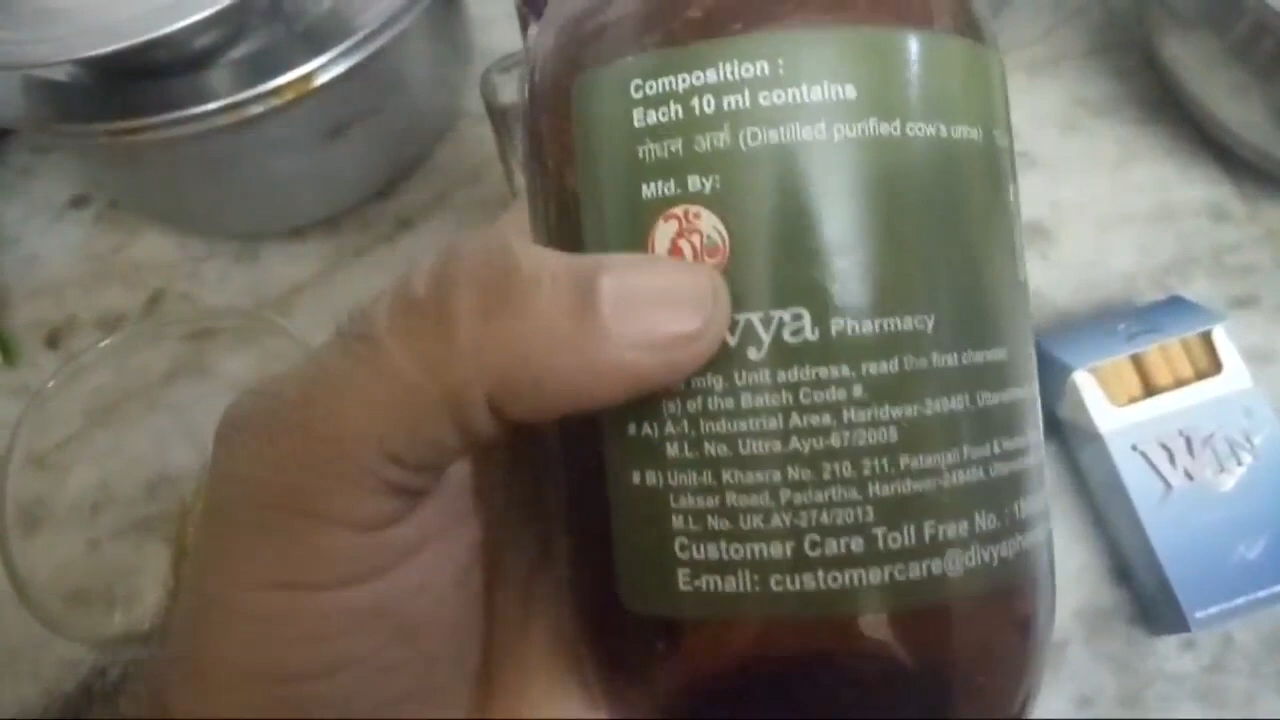 Composition :
Each 10 ml contains
गोधन अर्क (Distilled purified cow's urine)
Mfd. By:
vya Pharmacy
mfg. Unit address, read the first character
(s) of the Batch Code #.
# A) A-1, Industrial Area, Haridwar-249401,
M.L. No. Uttra.Ayu-67/2005
# B) Unit-II, Khasra No. 210, 211, Patanjali Food &
Laksar Road, Padartha, Haridwar-249404,
M.L. No. UK.AY-274/2013
Customer Care Toll Free No. :
E-mail: customercare@divyaph
WIN